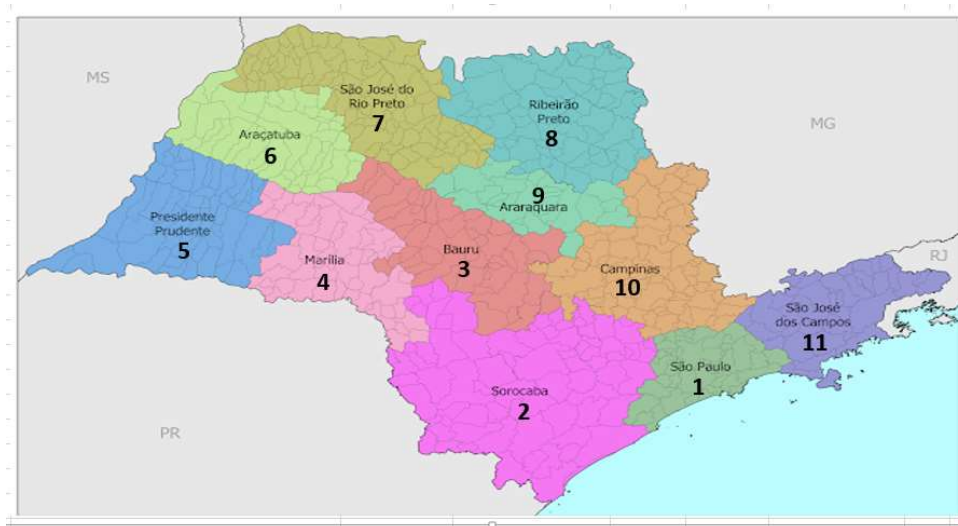 MS
São José do
Rio Preto
7
Ribeirão
Preto
8
MG
Araçatuba
6
9
Araraquara
Presidente
Prudente
5
Marília
4
Bauru
3
Campinas
10
RJ
São José
dos Campos
11
São Paulo
1
Sorocaba
2
PR